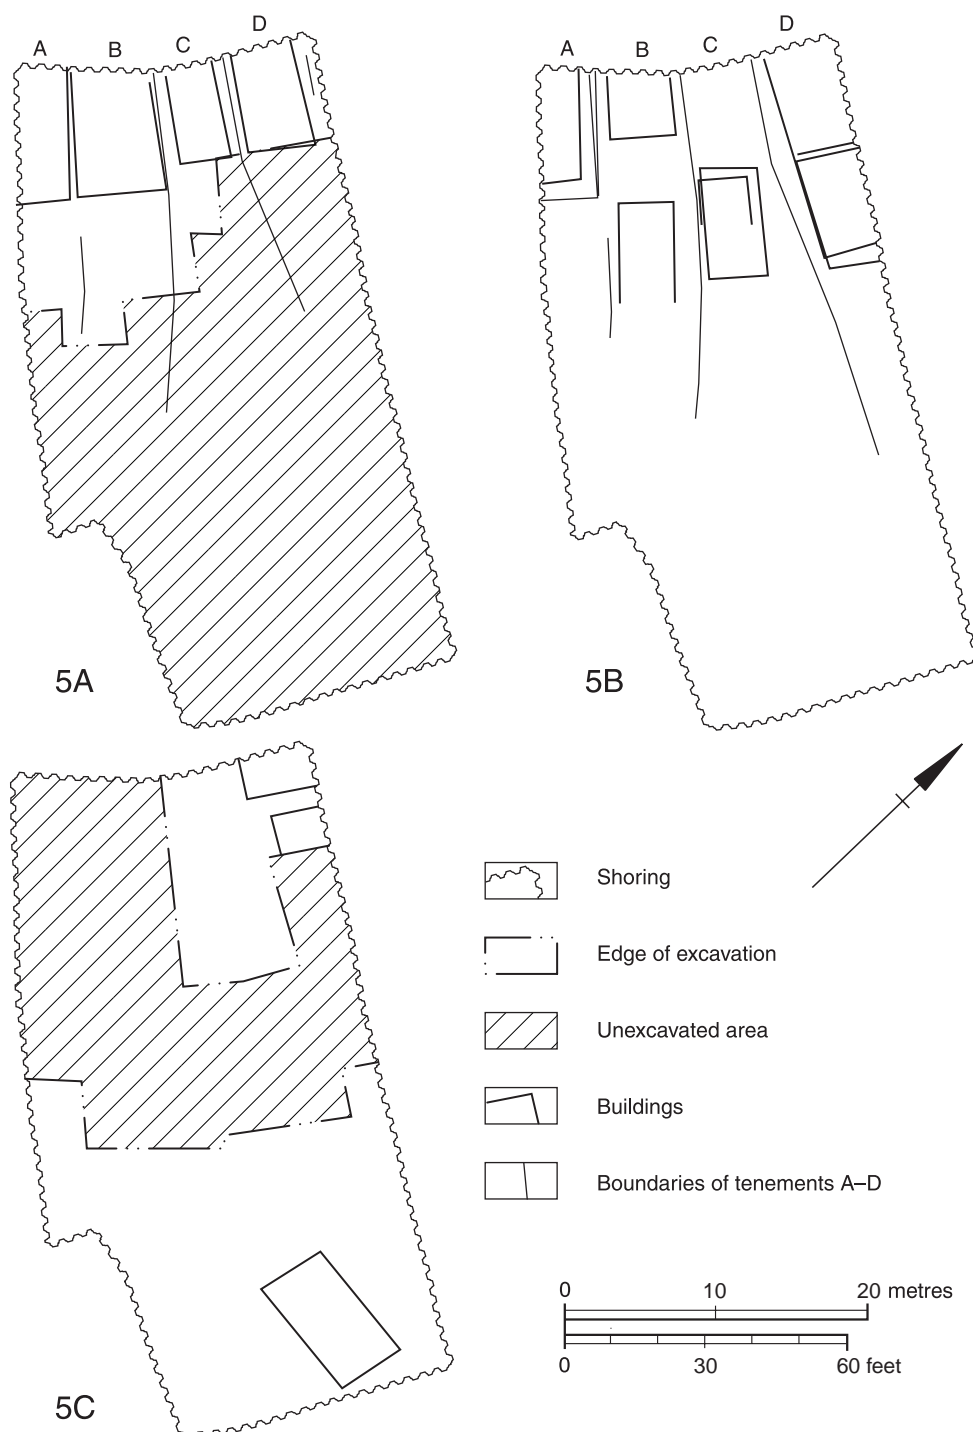 A B C D
A B C D
5A
5B
Shoring
Edge of excavation
Unexcavated area
Buildings
Boundaries of tenements A–D
0 10 20 metres
0 30 60 feet
5C